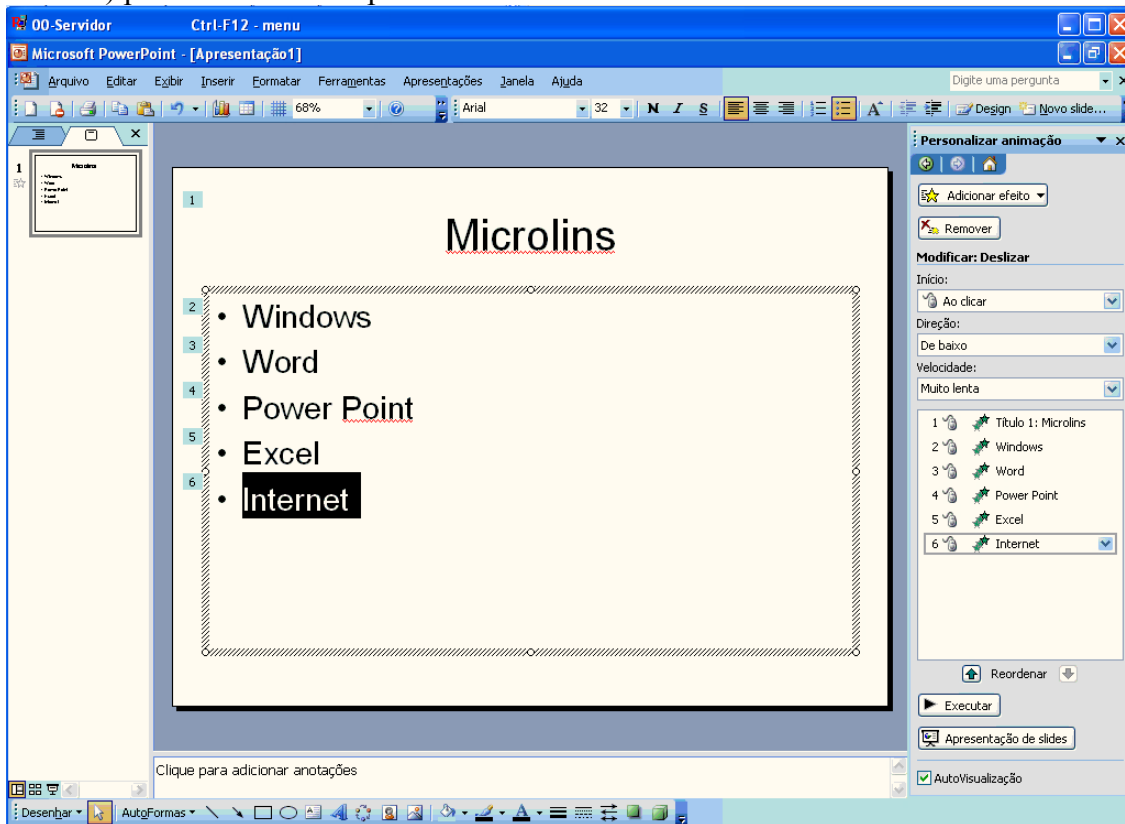 00-Servidor Ctrl-F12 - menu
Microsoft PowerPoint - [Apresentação1]
Arquivo Editar Exibir Inserir Formatar Ferramentas Apresentações Janela Ajuda Digite uma pergunta
68% Arial 32 N I S A Design Novo slide...
Personalizar animação
Adicionar efeito
Remover
Modificar: Deslizar
Início:
Ao clicar
Direção:
De baixo
Velocidade:
Muito lenta
1 Título 1: Microlins
2 Windows
3 Word
4 Power Point
5 Excel
6 Internet
Reordenar
Executar
Apresentação de slides
AutoVisualização
1
1
Microlins
2 • Windows
3 • Word
4 • Power Point
5 • Excel
6 • Internet
Clique para adicionar anotações
Desenhar AutoFormas